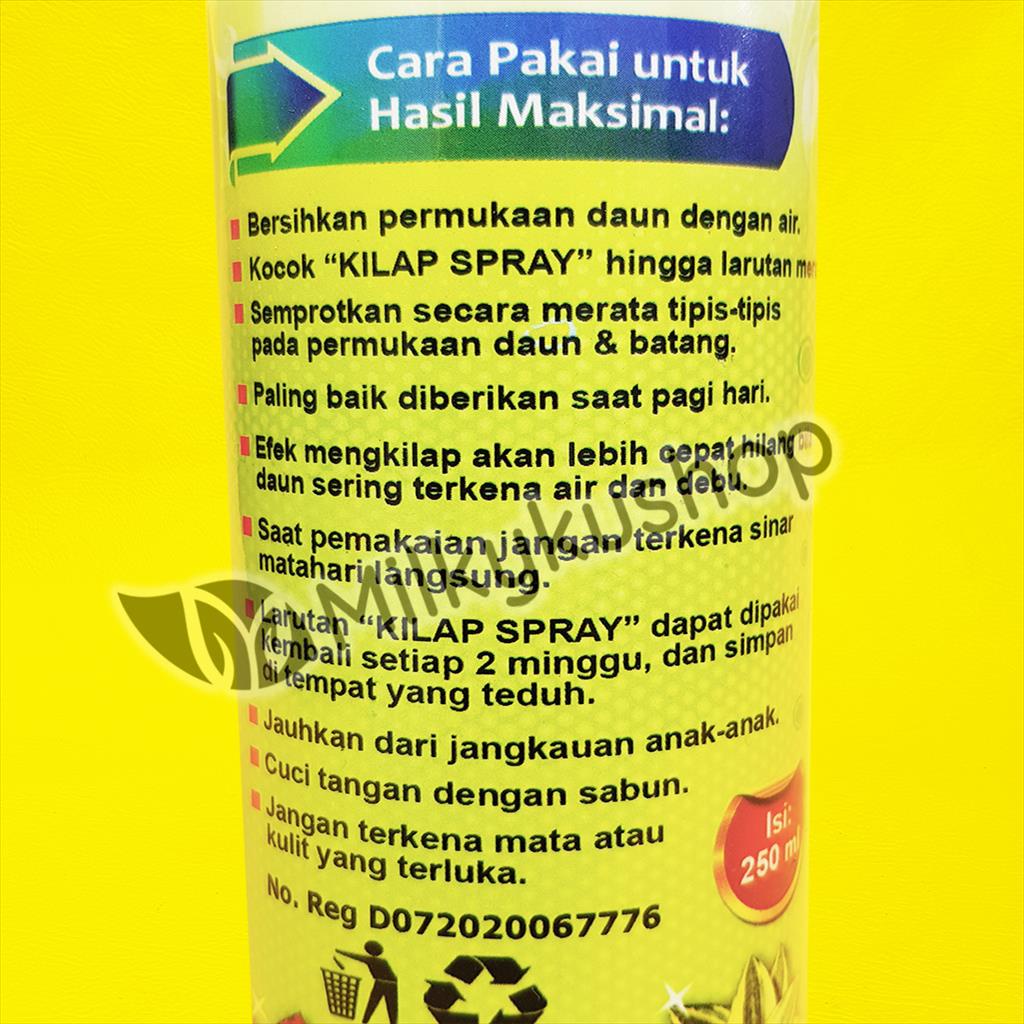 Cara Pakai untuk
Hasil Maksimal:
Bersihkan permukaan daun dengan air.
Kocok “KILAP SPRAY” hingga larutan
Semprotkan secara merata tipis-tipis
pada permukaan daun & batang.
Paling baik diberikan saat pagi hari.
Efek mengkilap akan lebih cepat hilang
daun sering terkena air dan debu.
Saat pemakaian jangan terkena sinar
matahari langsung.
Larutan “KILAP SPRAY” dapat dipakai
kembali setiap 2 minggu, dan simpan
di tempat yang teduh.
Jauhkan dari jangkauan anak-anak.
Cuci tangan dengan sabun.
Jangan terkena mata atau
kulit yang terluka.
No. Reg D072020067776
Isi:
250 ml
Milkykushop